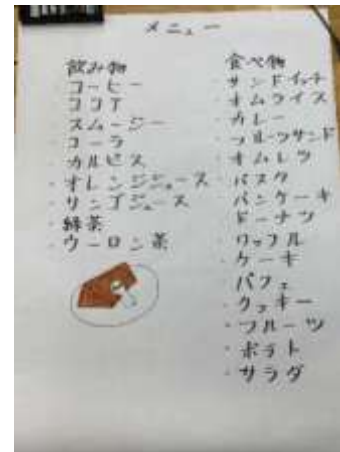 メニュー
飲み物
・コーヒー
・ココア
・スムージー
・コーラ
・カルピス
・オレンジジュース
・リンゴジュース
・緑茶
・ウーロン茶
食べ物
・サンドイッチ
・オムライス
・カレー
・フルーツサンド
・オムレツ
・パスタ
・パンケーキ
・ドーナツ
・ワッフル
・ケーキ
・パフェ
・クッキー
・フルーツ
・ポテト
・サラダ